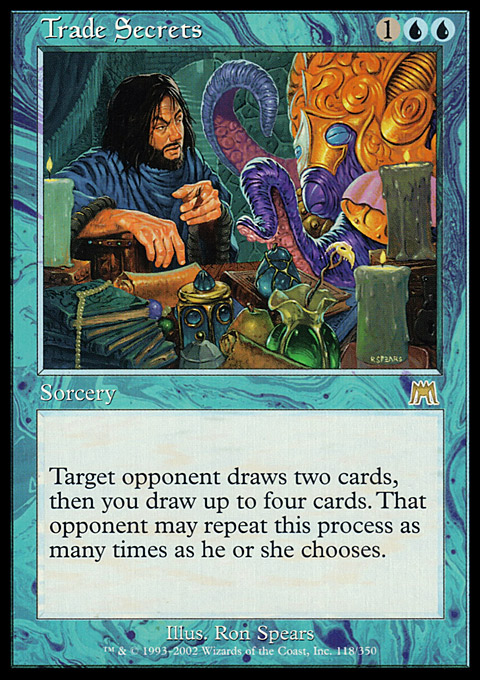 Trade Secrets
1
R.SPEARS
Sorcery
Target opponent draws two cards,
then you draw up to four cards. That
opponent may repeat this process as
many times as he or she chooses.
Illus. Ron Spears
™ & © 1993-2002 Wizards of the Coast, Inc. 118/350